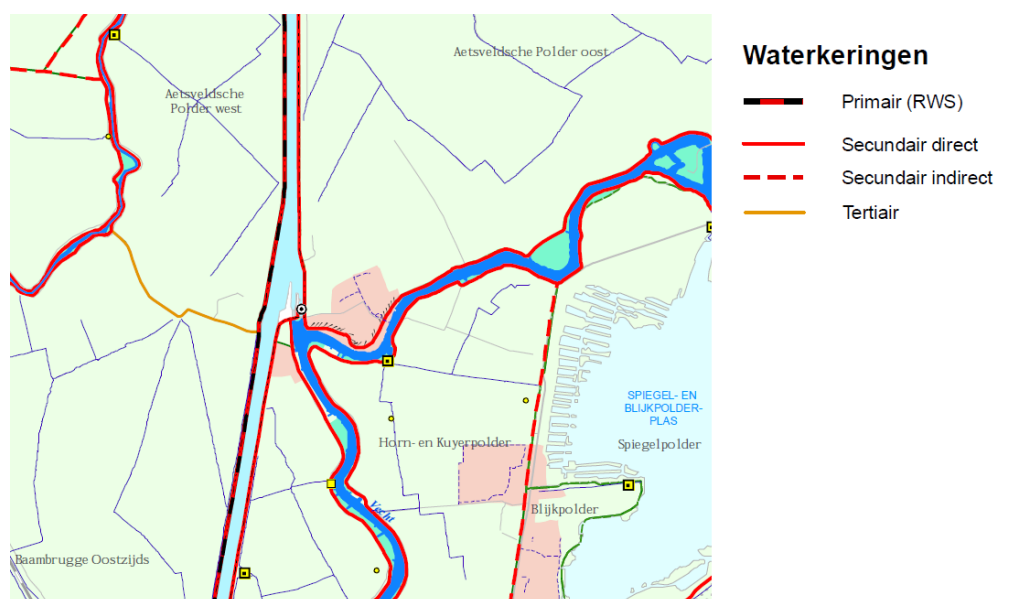 Aetsveldsche Polder oost
Aetsveldsche
Polder west
SPIEGEL- EN
BLIJKPOLDER-
PLAS
Spiegelpolder
Horn- en Kuyerpolder
Blijkpolder
Vecht
Baambrugge Oostzijds
Waterkeringen
Primair (RWS)
Secundair direct
Secundair indirect
Tertiair